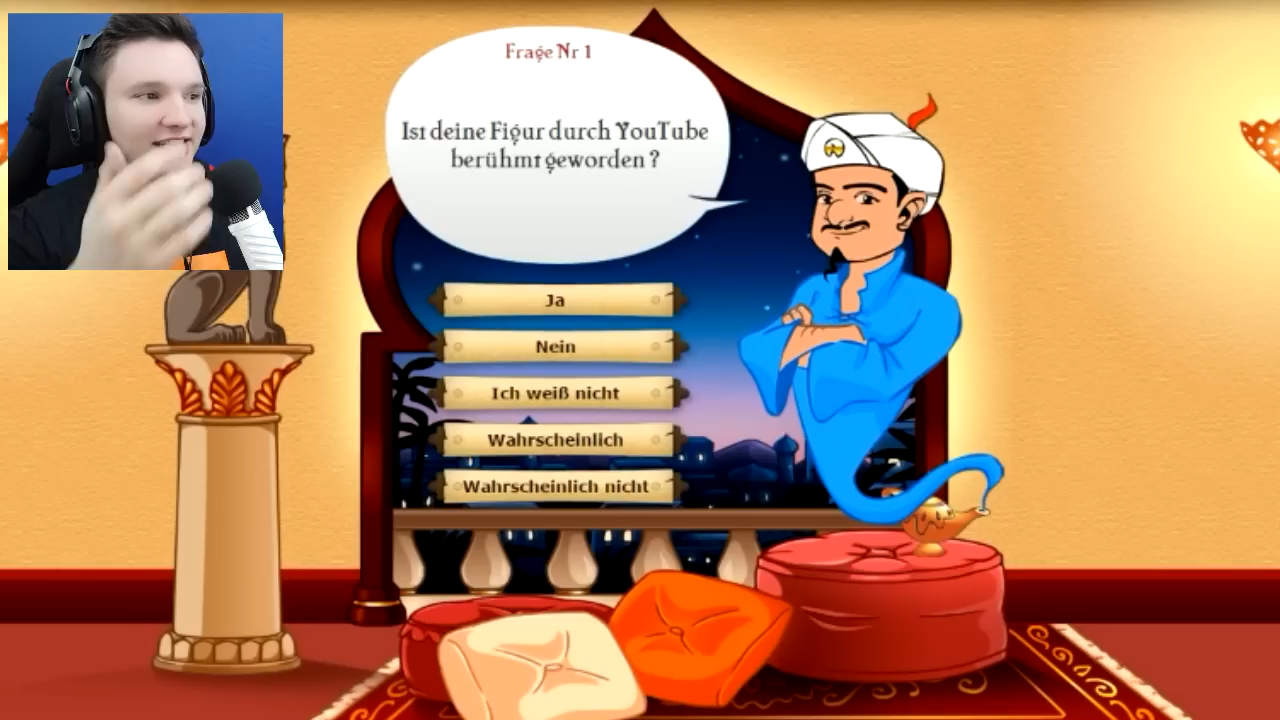 Frage Nr 1
Ist deine Figur durch YouTube
berühmt geworden ?
Ja
Nein
Ich weiß nicht
Wahrscheinlich
Wahrscheinlich nicht